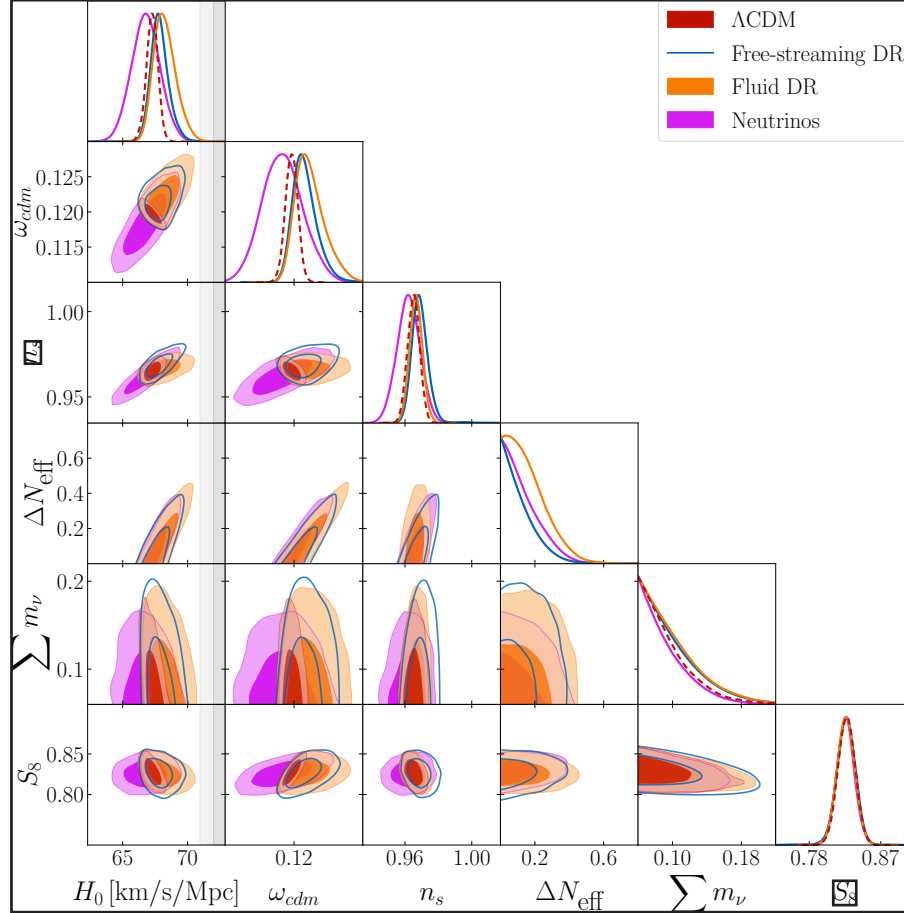 ΛCDM
Free-streaming DR
Fluid DR
Neutrinos
0.125
0.120
0.115
ω_cdm
1.00
0.95
n_s
0.6
0.4
0.2
ΔN_eff
0.2
0.1
∑ m_ν
0.85
0.80
S_8
65 70 0.12 0.96 1.00 0.2 0.6 0.10 0.18 0.78 0.87
H_0 [km/s/Mpc] ω_cdm n_s ΔN_eff ∑ m_ν S_8